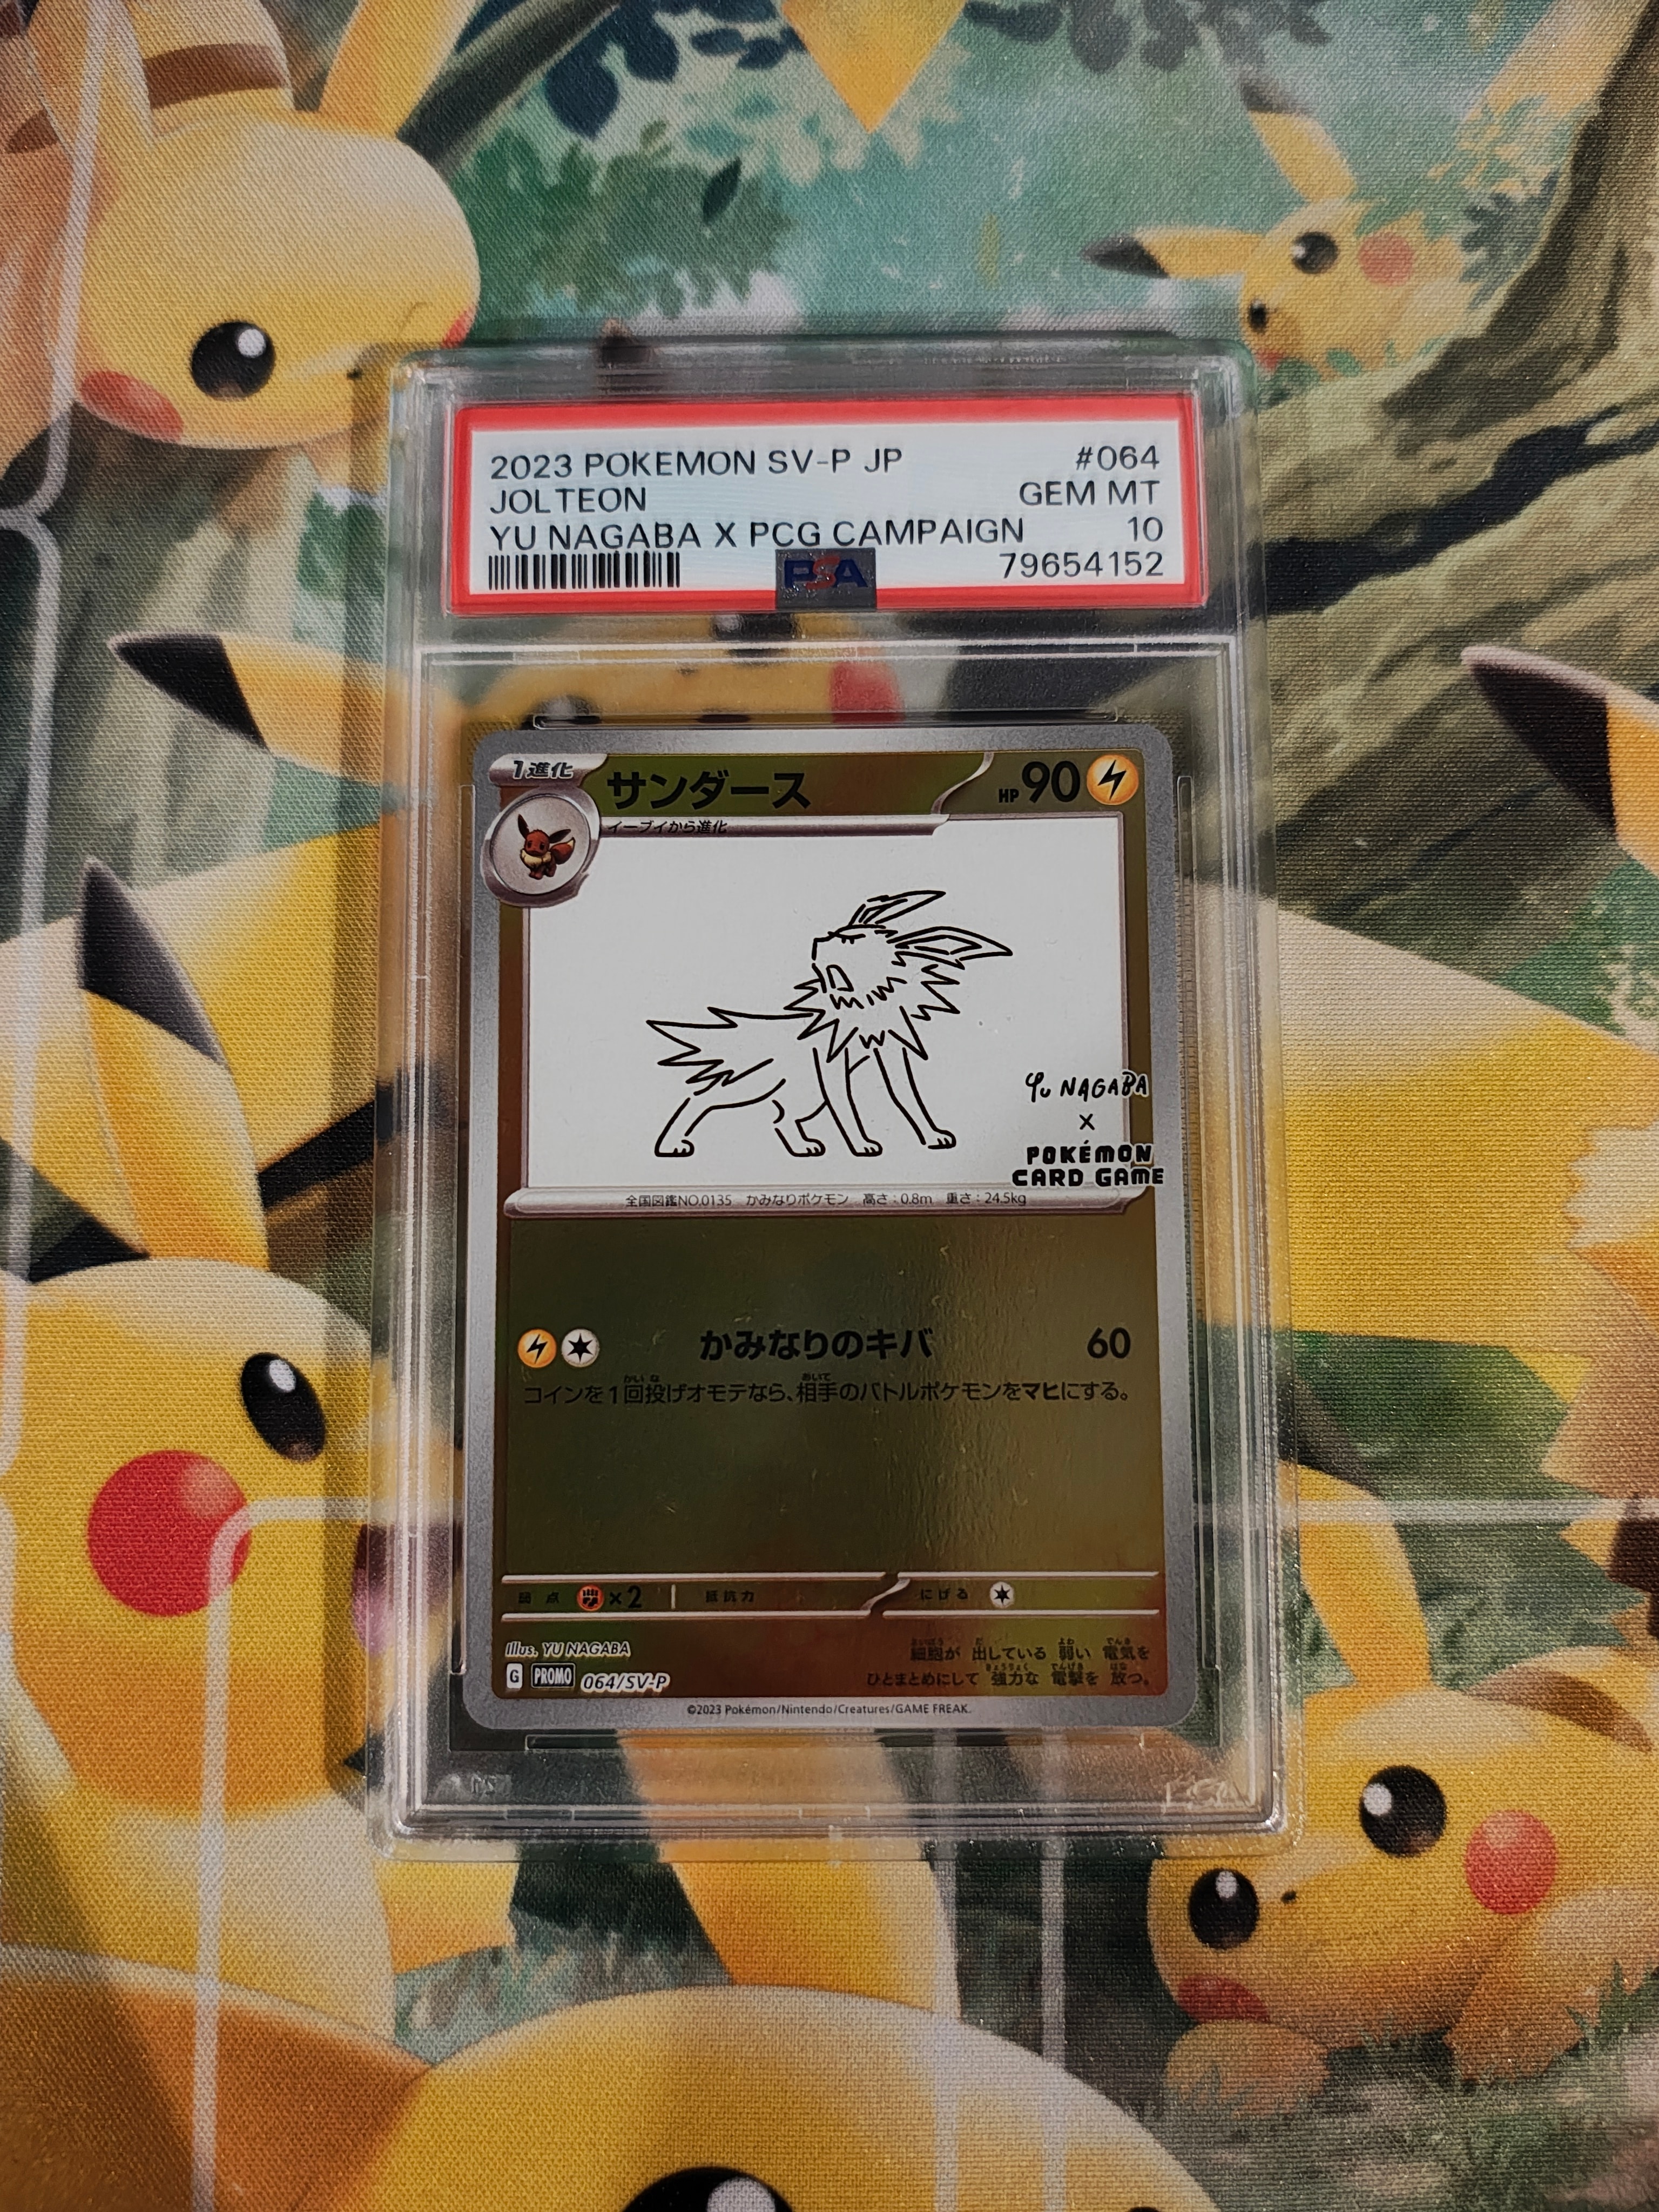 2023 POKEMON SV-P JP #064
JOLTEON GEM MT
YU NAGABA X PCG CAMPAIGN 10
PSA 79654152
1進化 サンダース HP 90
イーブイから進化
Yu NAGABA
×
POKÉMON
CARD GAME
全国図鑑NO.0135 かみなりポケモン 高さ:0.8m 重さ:24.5kg
かみなりのキバ 60
コインを1回投げオモテなら、相手のバトルポケモンをマヒにする。
弱点 ×2 抵抗力 にげる
Illus. YU NAGABA
G PROMO 064/SV-P
細胞が 出している 弱い 電気を
ひとまとめにして 強力な 電撃を 放つ。
©2023 Pokémon/Nintendo/Creatures/GAME FREAK.